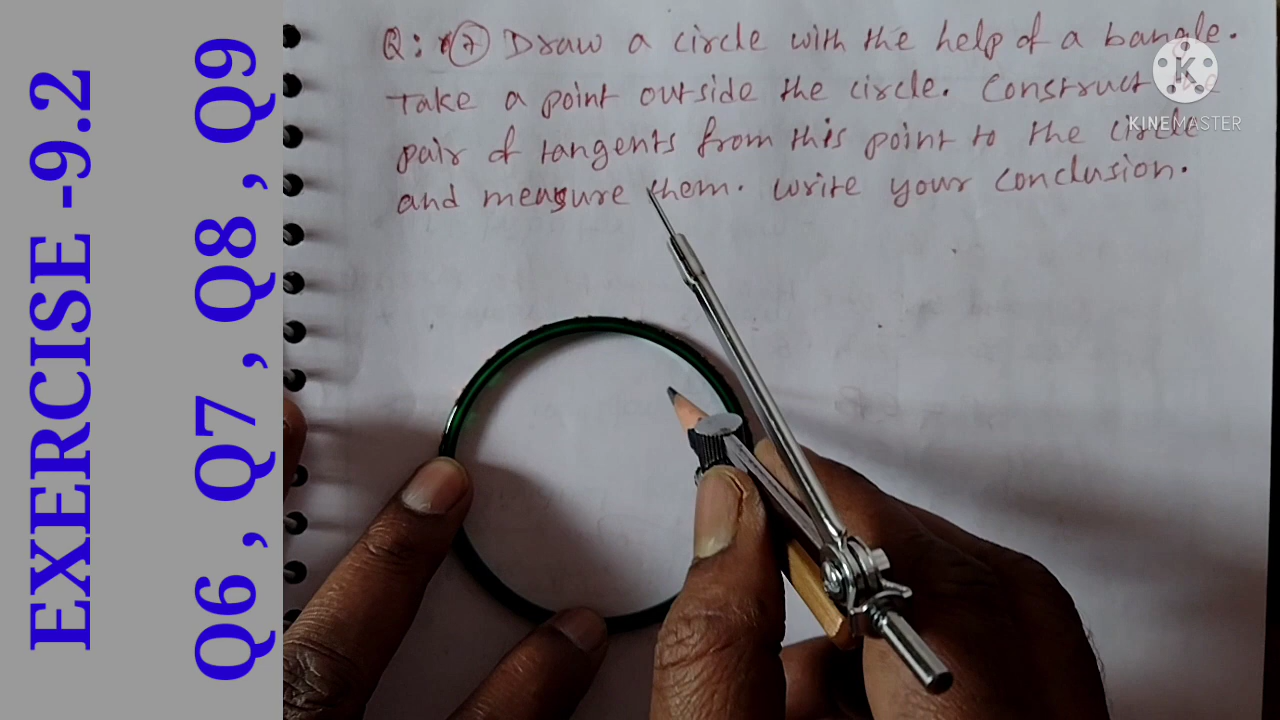 EXERCISE -9.2
Q6 , Q7 , Q8 , Q9
Q: (7) Draw a circle with the help of a bangle.
Take a point outside the circle. Construct
pair of tangents from this point to the circle
and measure them. Write your conclusion.
K
KINEMASTER